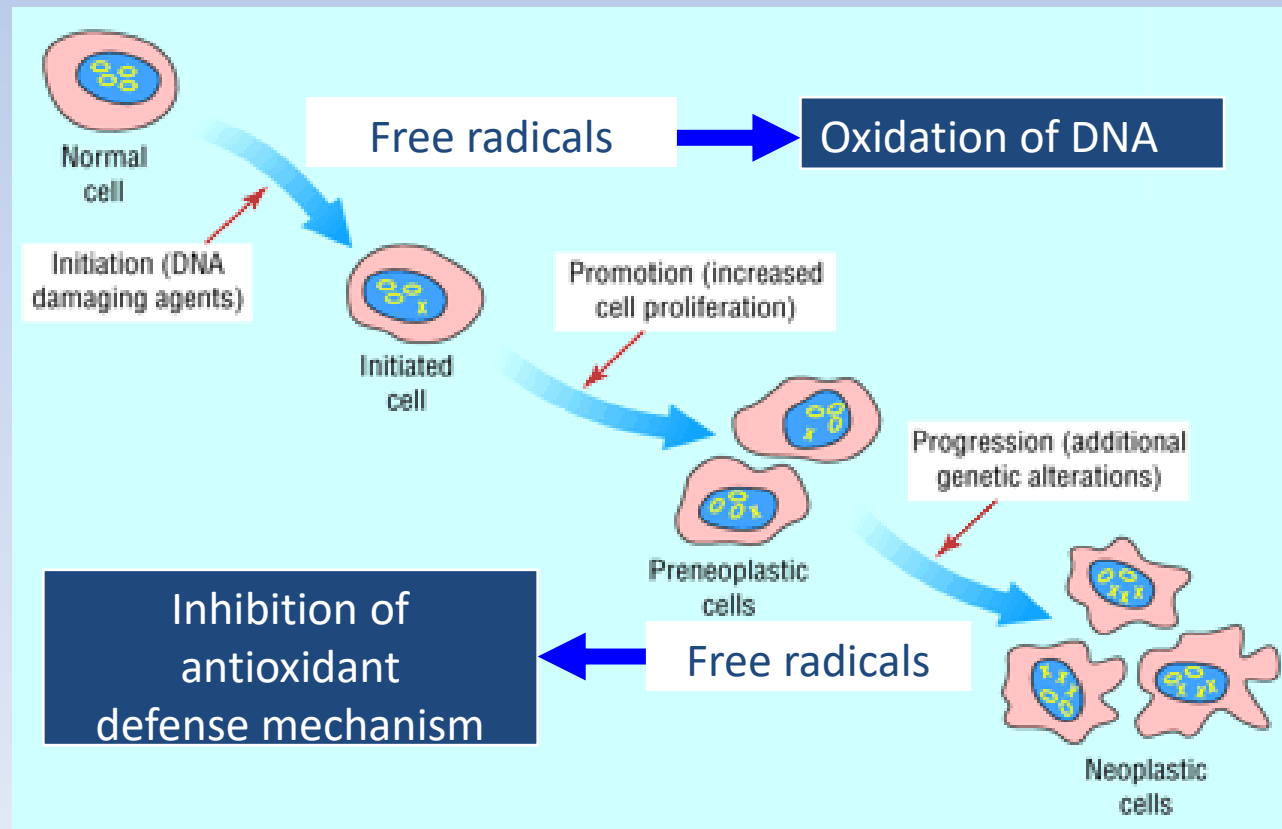 Normal
cell
Free radicals
Oxidation of DNA
Initiation (DNA
damaging agents)
Initiated
cell
Promotion (increased
cell proliferation)
Preneoplastic
cells
Progression (additional
genetic alterations)
Inhibition of
antioxidant
defense mechanism
Free radicals
Neoplastic
cells